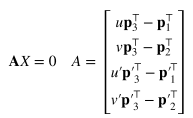 𝐀X = 0   A = [ u𝐩₃ᵀ − 𝐩₁ᵀ
v𝐩₃ᵀ − 𝐩₂ᵀ
u′𝐩′₃ᵀ − 𝐩′₁ᵀ
v′𝐩′₃ᵀ − 𝐩′₂ᵀ ]